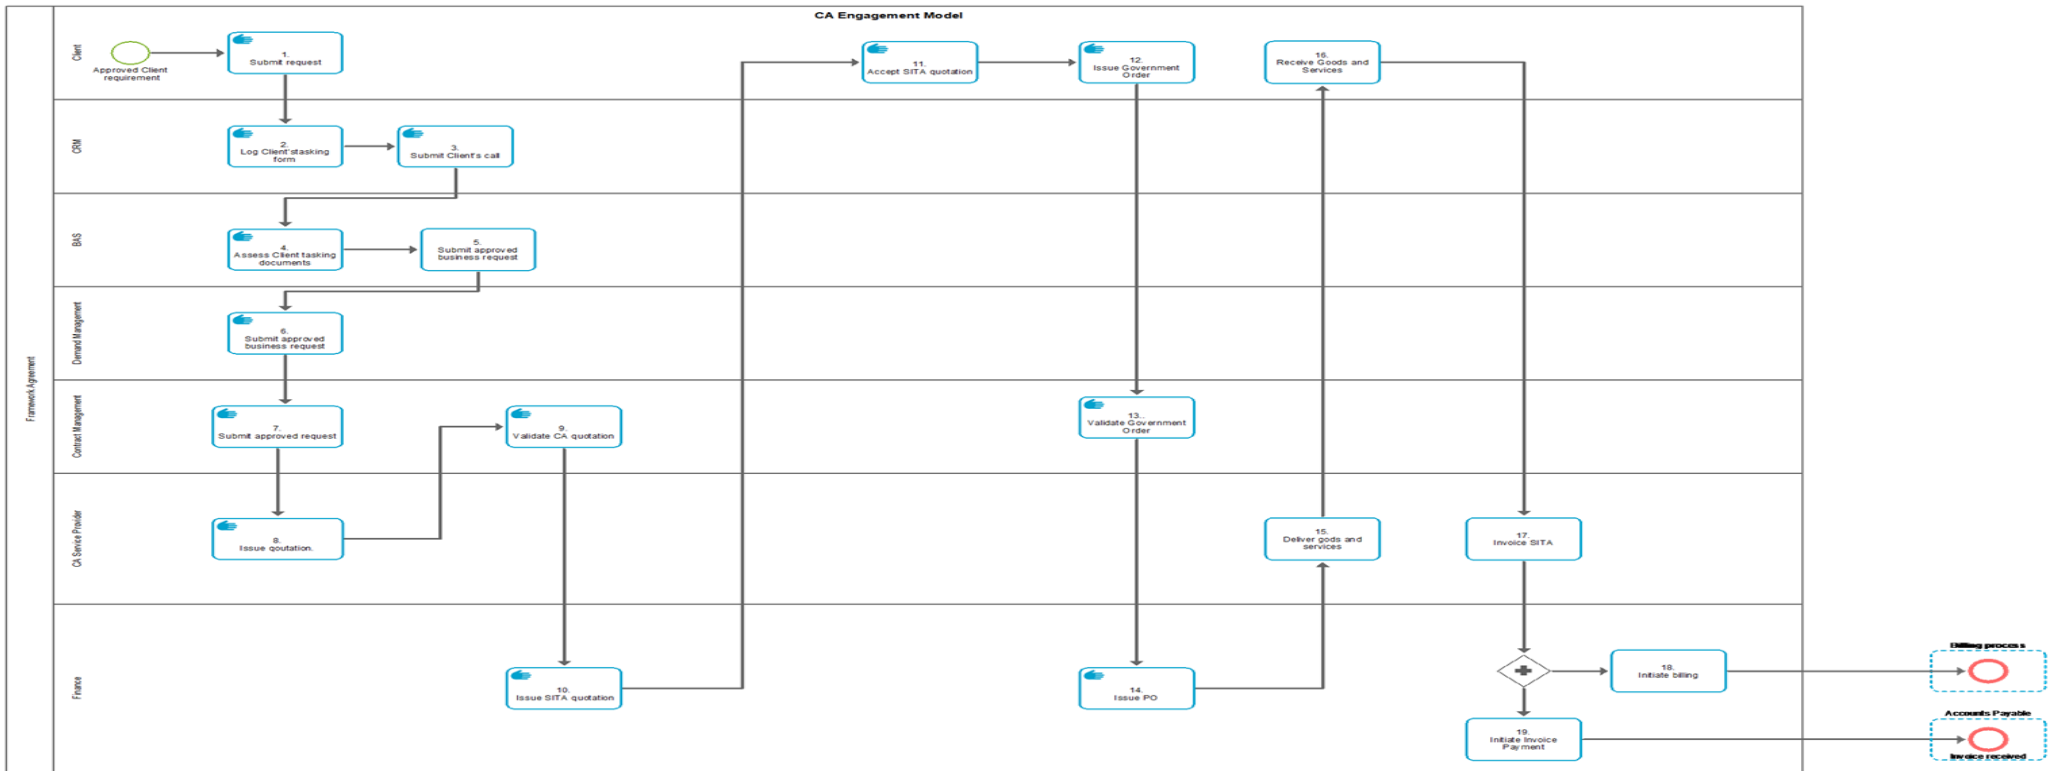 CA Engagement Model
Framework Agreement
Client
Approved Client
requirement
1.
Submit request
11.
Accept SITA quotation
12.
Issue Government
Order
16.
Receive Goods and
Services
CRM
2.
Log Client'stasking
form
3.
Submit Client's call
BAS
4.
Assess Client tasking
documents
5.
Submit approved
business request
Demand Management
6.
Submit approved
business request
Contract Management
7.
Submit approved request
9.
Validate CA quotation
13..
Validate Government
Order
CA Service Provider
8.
Issue qoutation.
15.
Deliver gods and
services
17.
Invoice SITA
Finance
10.
Issue SITA quotation
14.
Issue PO
18.
Initiate billing
19.
Initiate Invoice
Payment
Billing process
Accounts Payable
Invoice received